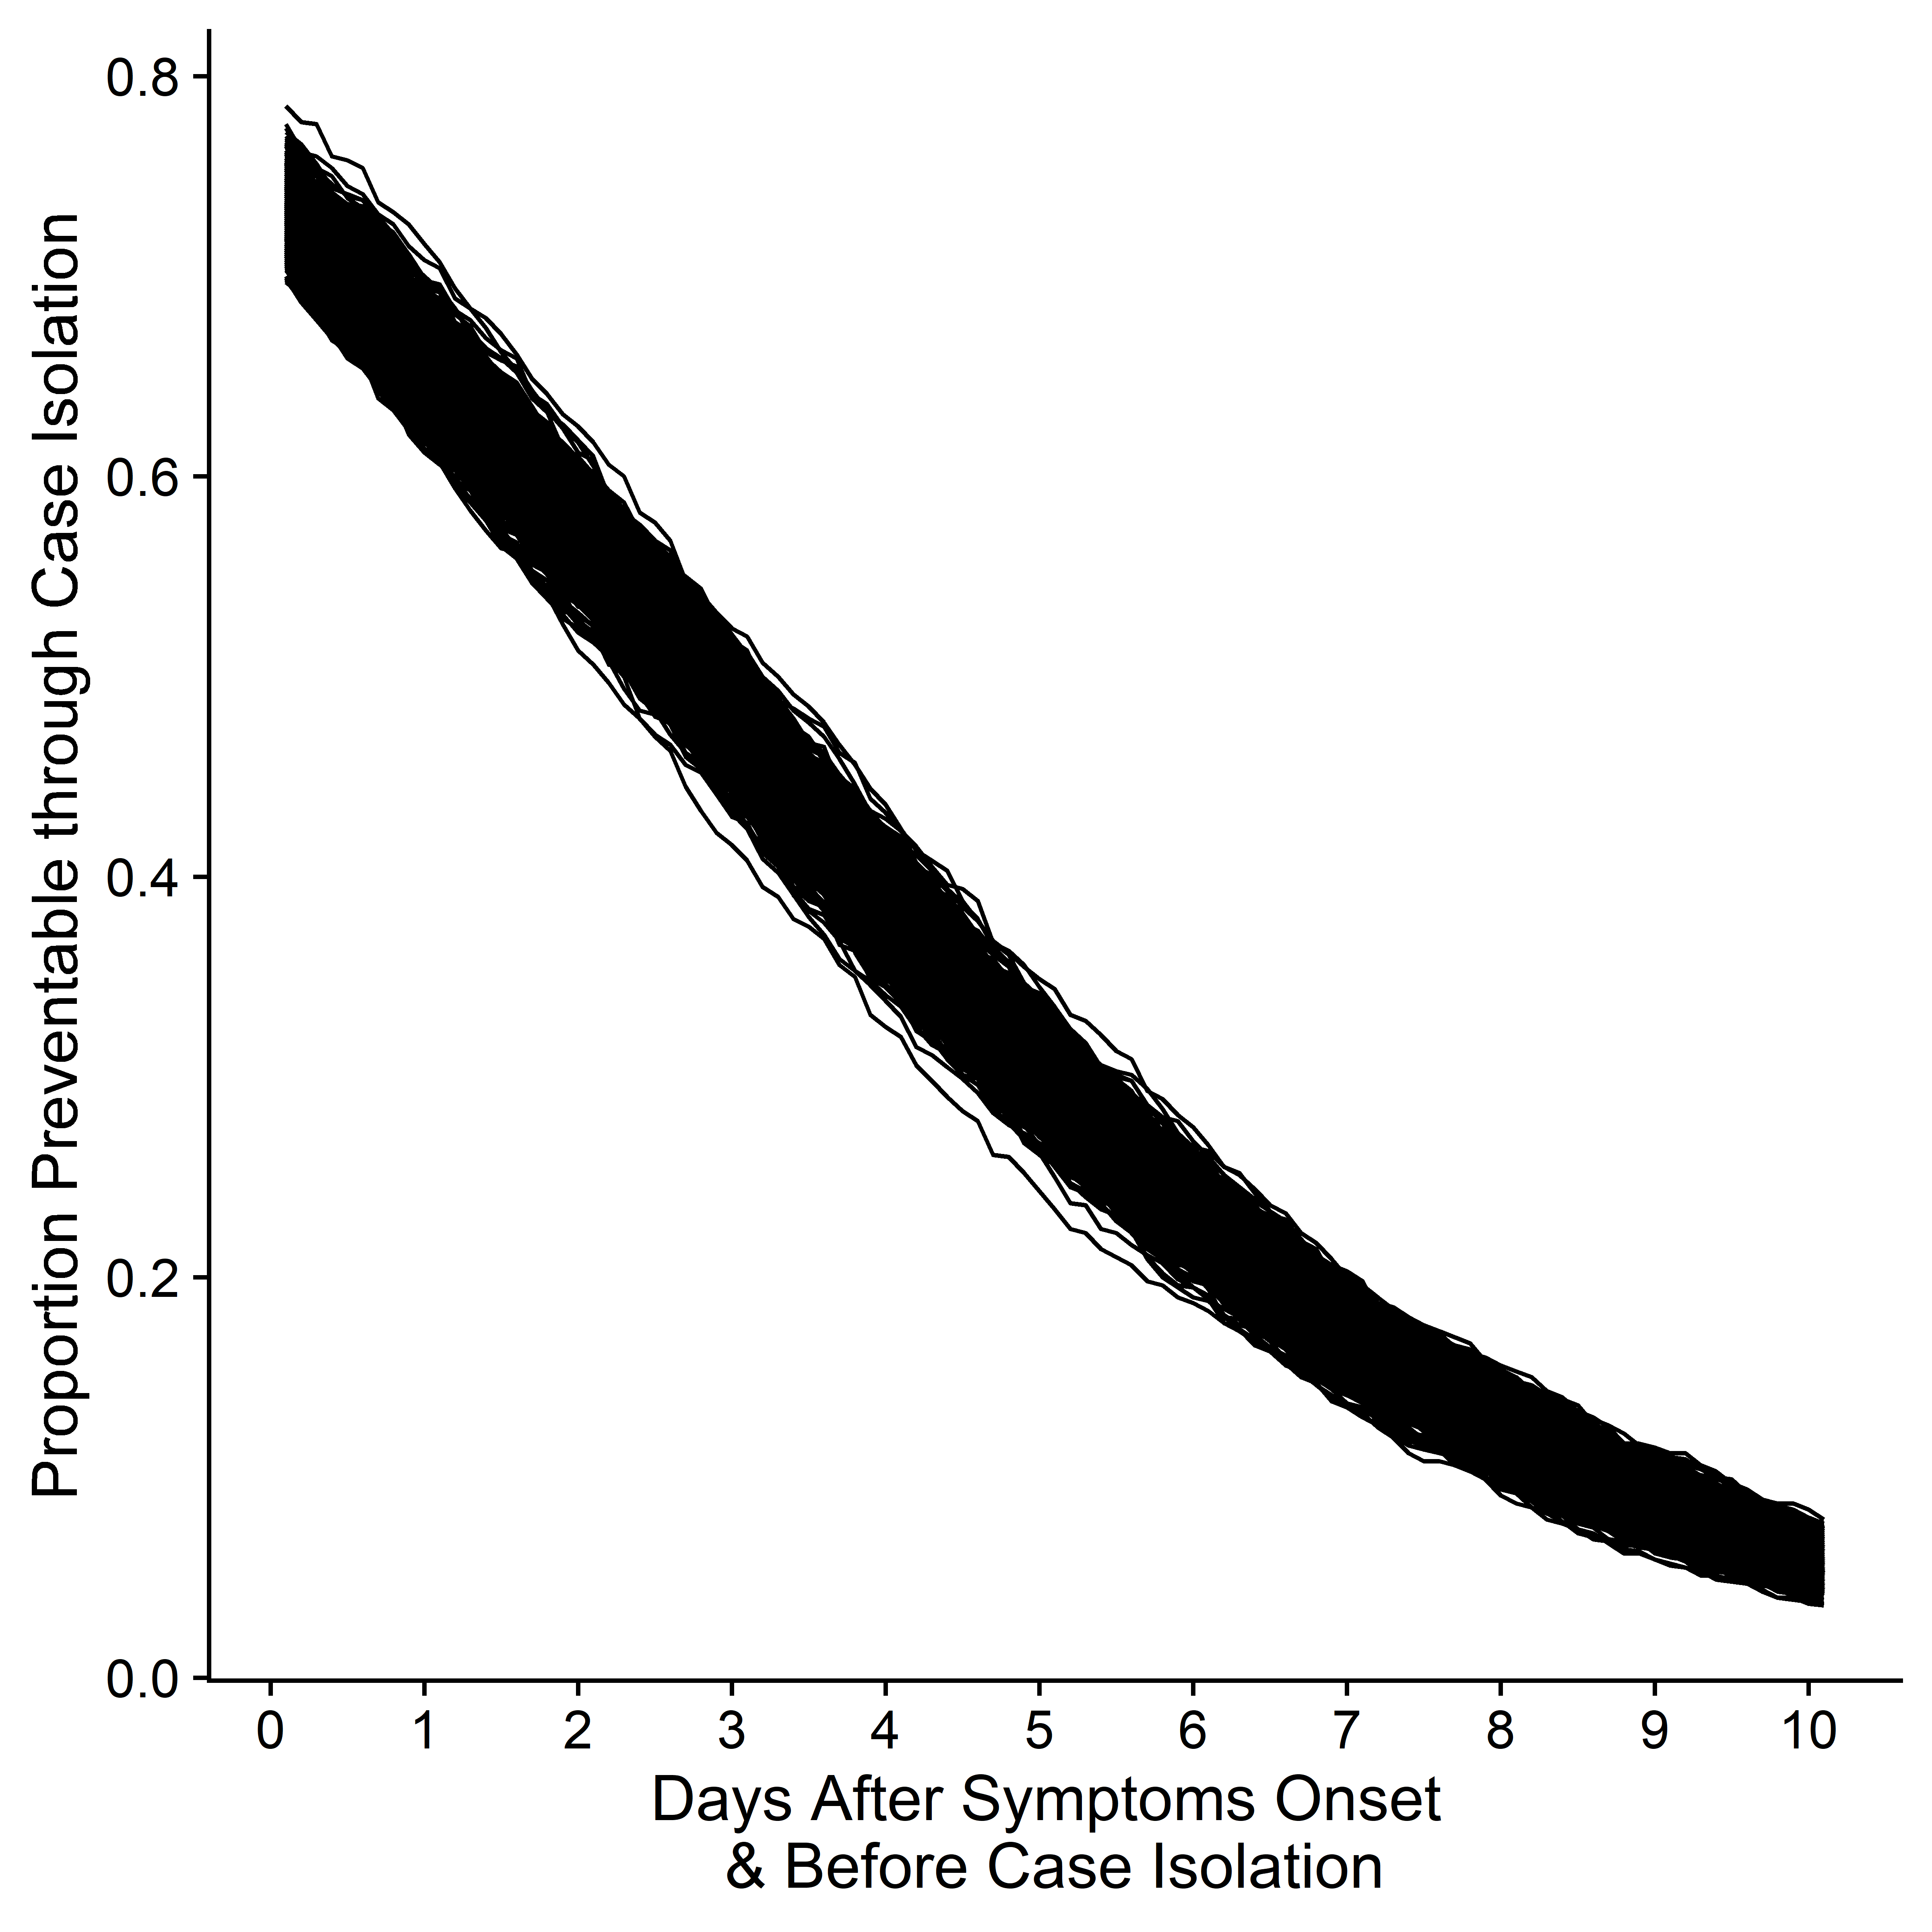 Proportion Preventable through Case Isolation
0.8
0.6
0.4
0.2
0.0
0 1 2 3 4 5 6 7 8 9 10
Days After Symptoms Onset
& Before Case Isolation